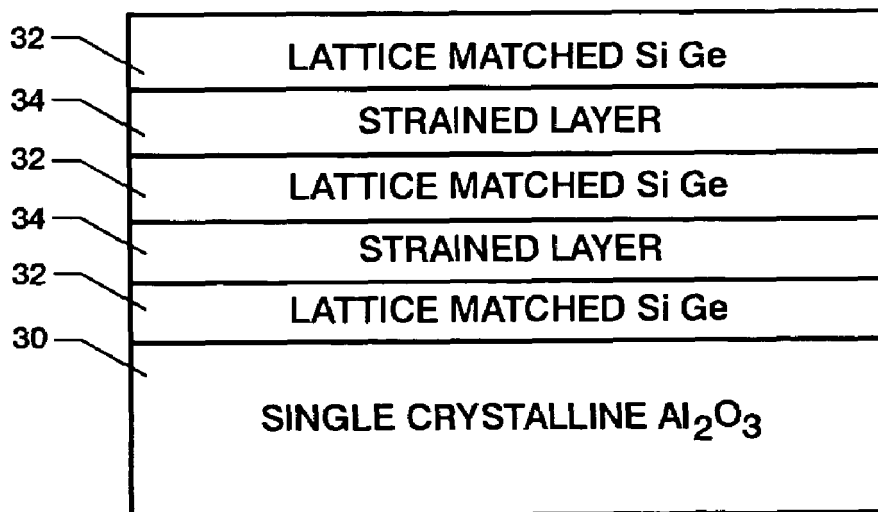 32 LATTICE MATCHED Si Ge
34 STRAINED LAYER
32 LATTICE MATCHED Si Ge
34 STRAINED LAYER
32 LATTICE MATCHED Si Ge
30
SINGLE CRYSTALLINE Al₂O₃